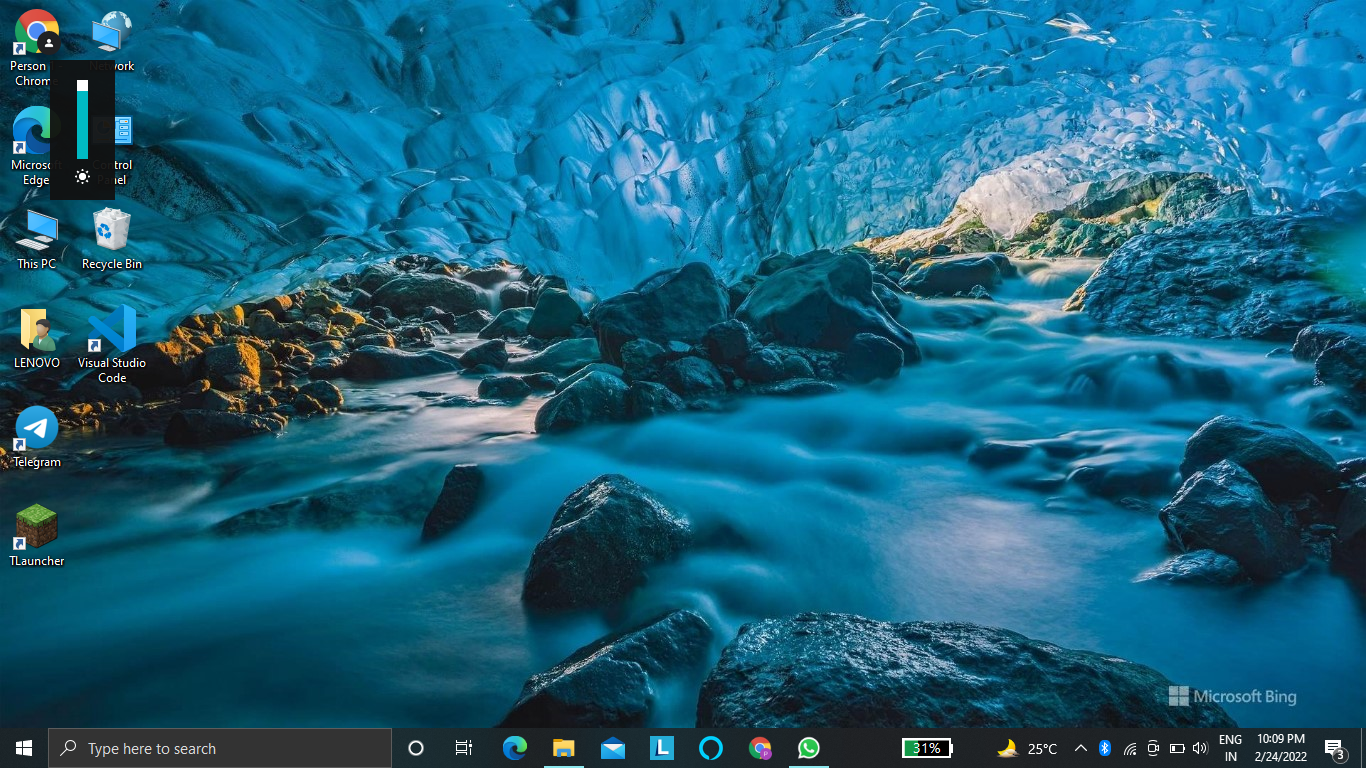 Person
Chrom
Network
Microsoft
Edge
Control
Panel
This PC
Recycle Bin
LENOVO
Visual Studio
Code
Telegram
TLauncher
Microsoft Bing
Type here to search
L
P
31%
25°C
ENG
IN
10:09 PM
2/24/2022
3